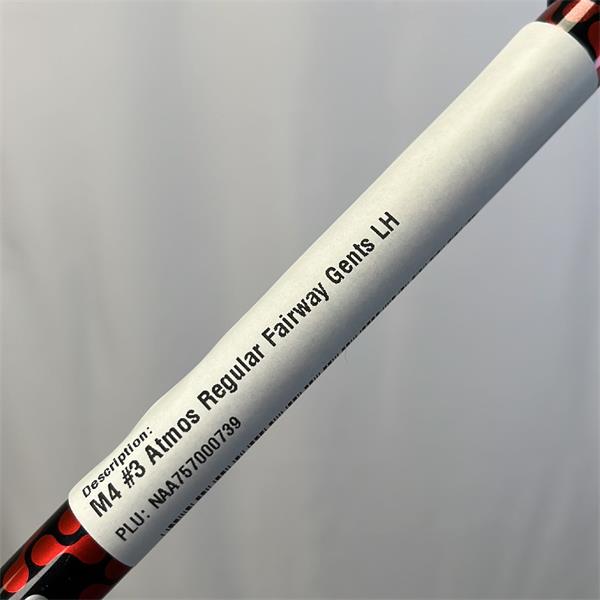 Description:
M4 #3 Atmos Regular Fairway Gents LH
PLU: NAA757000739